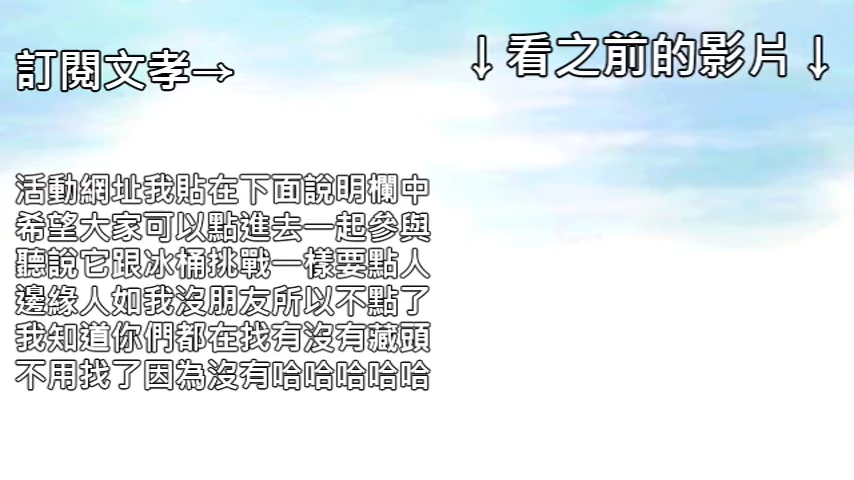 訂閱文孝→
↓看之前的影片↓
活動網址我貼在下面說明欄中
希望大家可以點進去一起參與
聽說它跟冰桶挑戰一樣要點人
邊緣人如我沒朋友所以不點了
我知道你們都在找有沒有藏頭
不用找了因為沒有哈哈哈哈哈